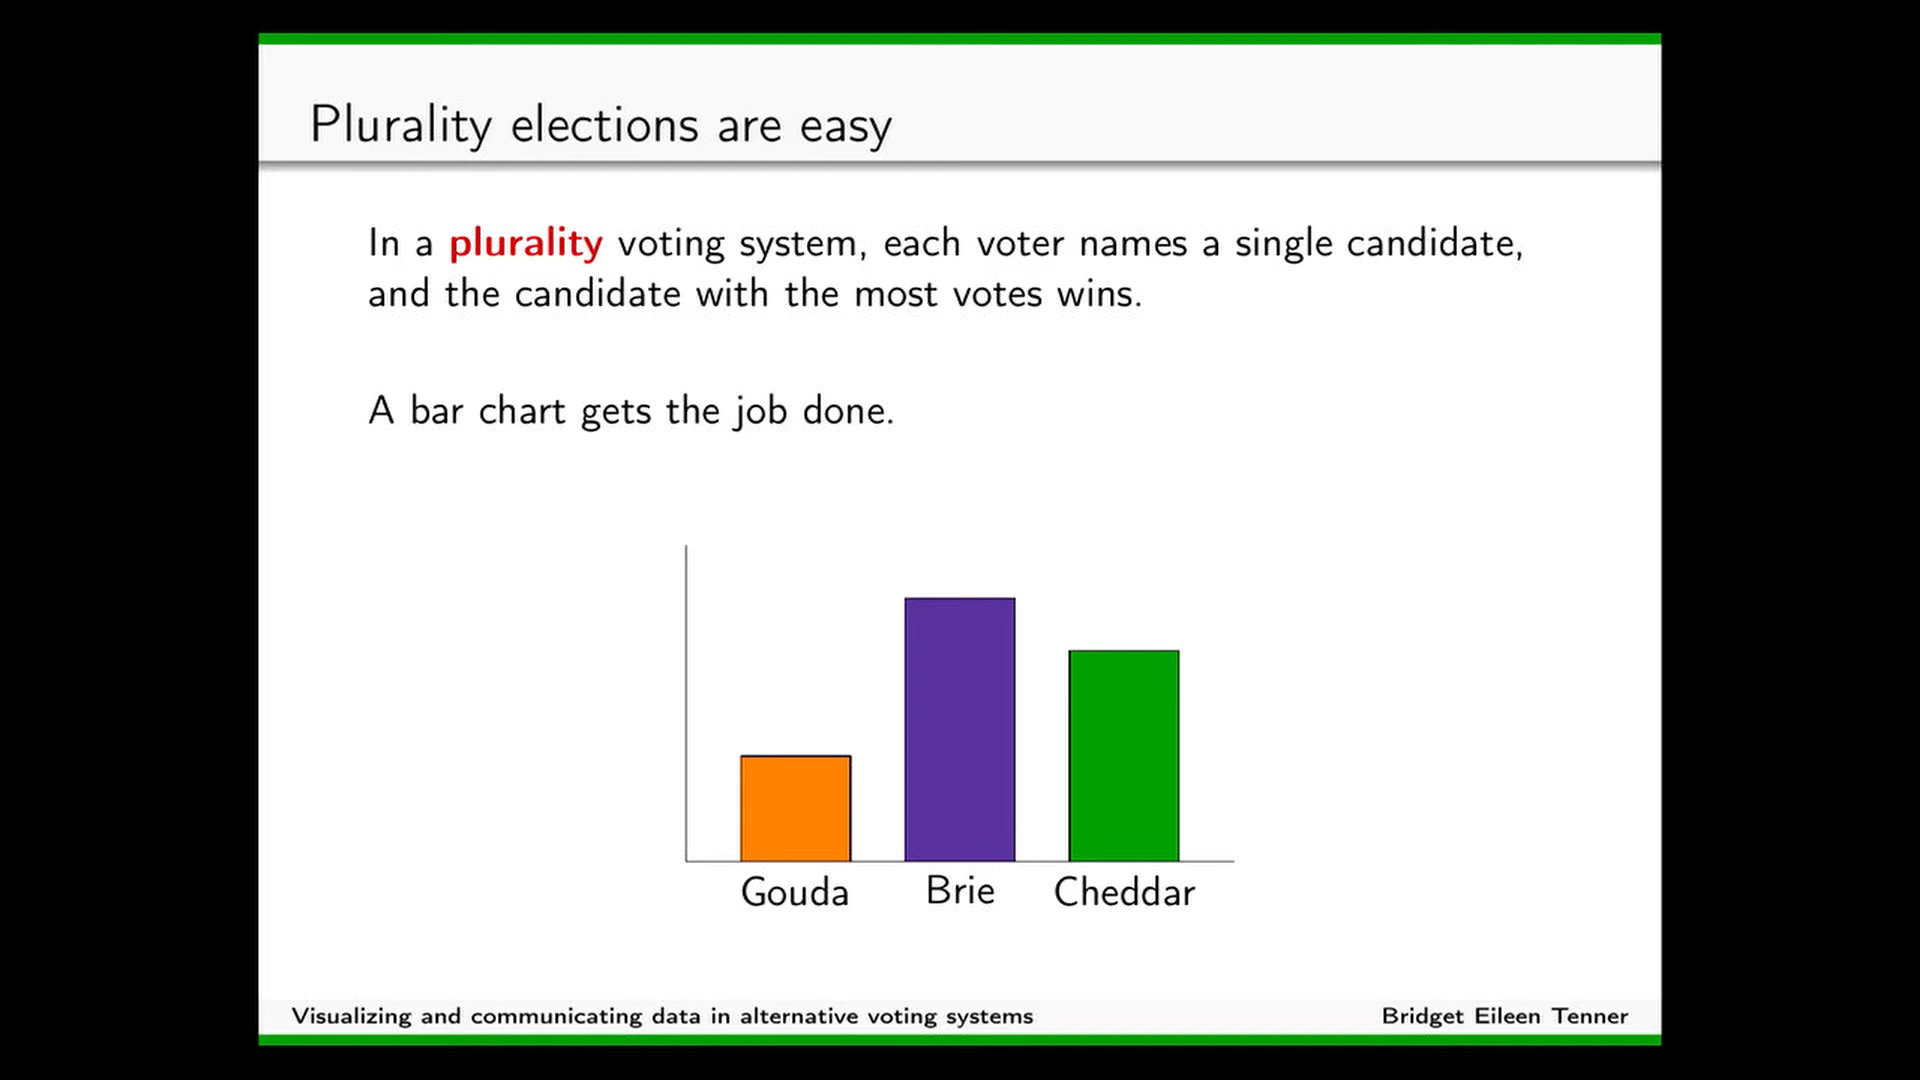 Plurality elections are easy
In a plurality voting system, each voter names a single candidate,
and the candidate with the most votes wins.
A bar chart gets the job done.
Gouda Brie Cheddar
Visualizing and communicating data in alternative voting systems Bridget Eileen Tenner